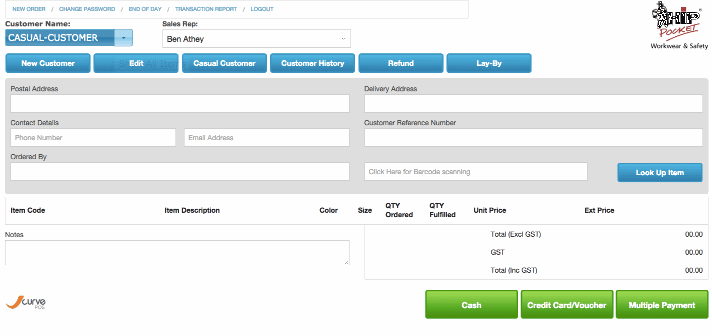 NEW ORDER / CHANGE PASSWORD / END OF DAY / TRANSACTION REPORT / LOGOUT
Customer Name: Sales Rep:
CASUAL-CUSTOMER Ben Athey
HIP POCKET
Workwear & Safety
New Customer Edit Casual Customer Customer History Refund Lay-By
Postal Address Delivery Address
Contact Details Customer Reference Number
Phone Number Email Address
Ordered By
Click Here for Barcode scanning Look Up Item
Item Code Item Description Color Size QTY Ordered QTY Fulfilled Unit Price Ext Price
Notes Total (Excl GST) 00.00
GST 00.00
Total (Inc GST) 00.00
curve POS Cash Credit Card/Voucher Multiple Payment